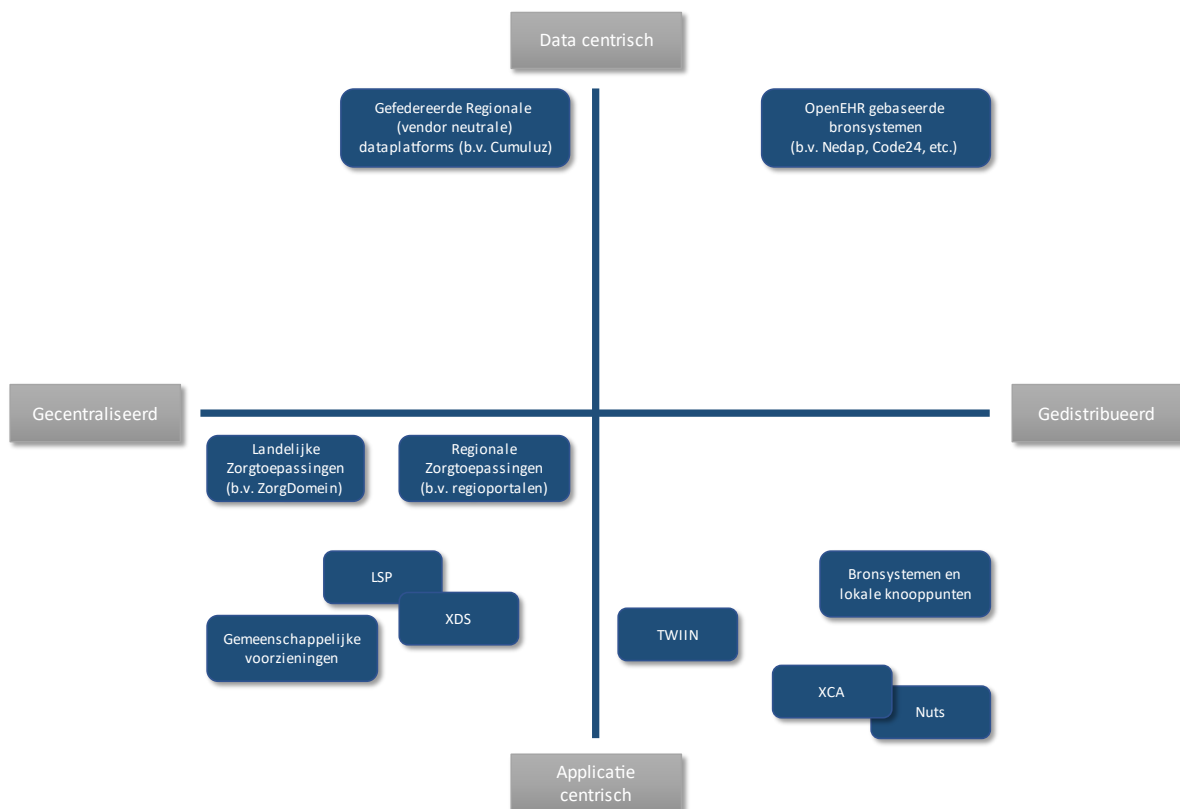 Data centrisch
Gefedereerde Regionale
(vendor neutrale)
dataplatforms (b.v. Cumuluz)
OpenEHR gebaseerde
bronsystemen
(b.v. Nedap, Code24, etc.)
Gecentraliseerd
Gedistribueerd
Landelijke
Zorgtoepassingen
(b.v. ZorgDomein)
Regionale
Zorgtoepassingen
(b.v. regioportalen)
LSP
XDS
Gemeenschappelijke
voorzieningen
Bronsystemen en
lokale knooppunten
TWIIN
XCA
Nuts
Applicatie
centrisch